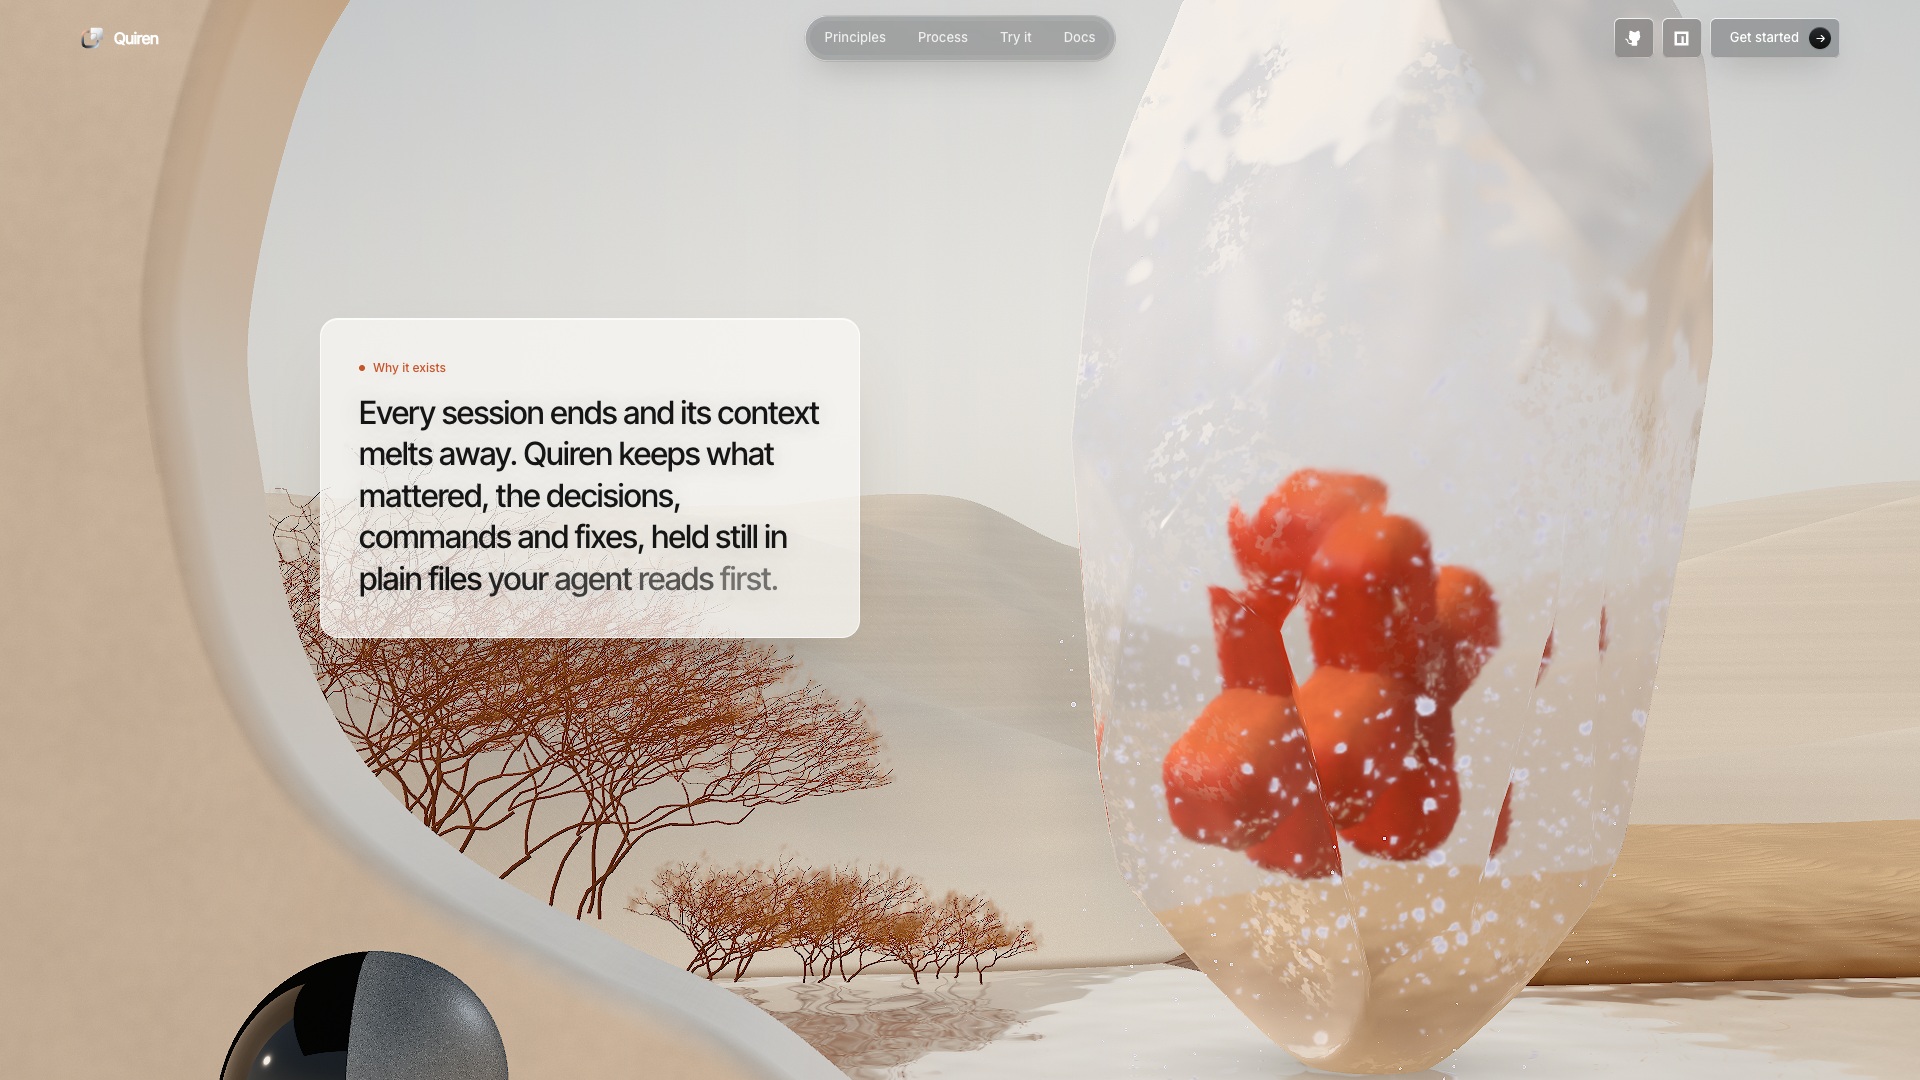 Quiren
Principles
Process
Try it
Docs
Get started
Why it exists
Every session ends and its context
melts away. Quiren keeps what
mattered, the decisions,
commands and fixes, held still in
plain files your agent reads first.